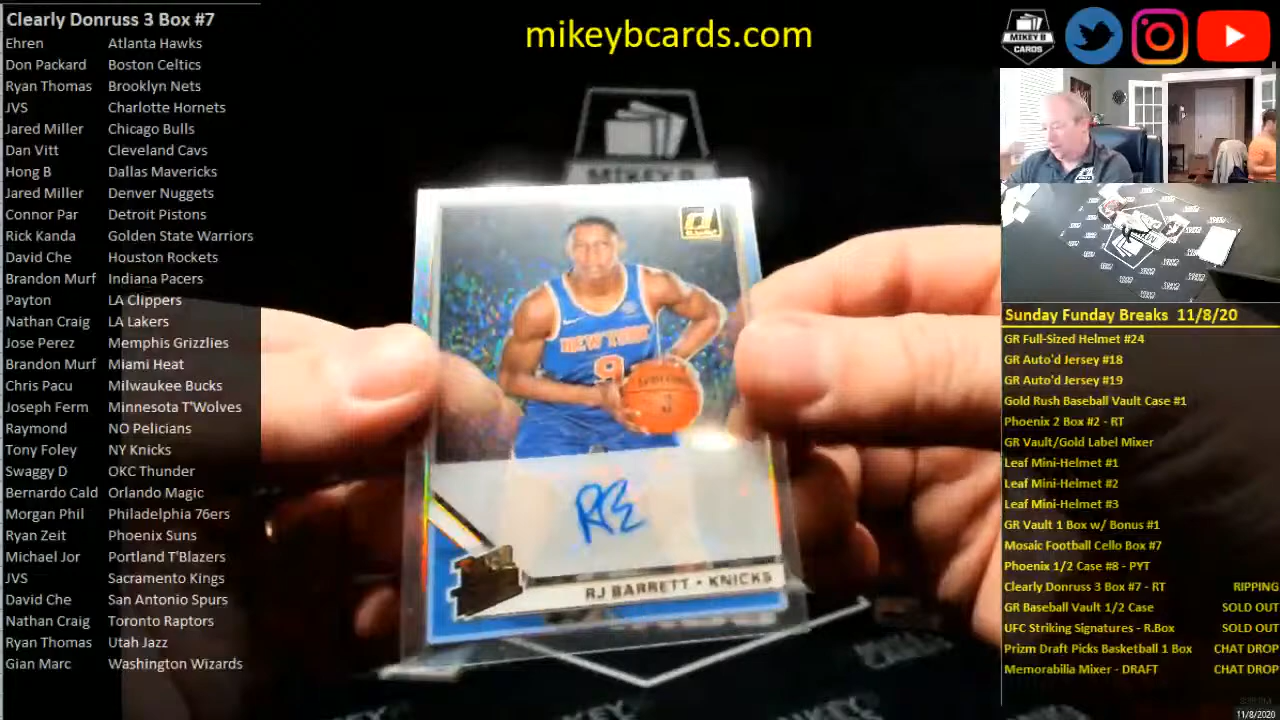 Clearly Donruss 3 Box #7
Ehren Atlanta Hawks
Don Packard Boston Celtics
Ryan Thomas Brooklyn Nets
JVS Charlotte Hornets
Jared Miller Chicago Bulls
Dan Vitt Cleveland Cavs
Hong B Dallas Mavericks
Jared Miller Denver Nuggets
Connor Par Detroit Pistons
Rick Kanda Golden State Warriors
David Che Houston Rockets
Brandon Murf Indiana Pacers
Payton LA Clippers
Nathan Craig LA Lakers
Jose Perez Memphis Grizzlies
Brandon Murf Miami Heat
Chris Pacu Milwaukee Bucks
Joseph Ferm Minnesota T'Wolves
Raymond NO Pelicians
Tony Foley NY Knicks
Swaggy D OKC Thunder
Bernardo Cald Orlando Magic
Morgan Phil Philadelphia 76ers
Ryan Zeit Phoenix Suns
Michael Jor Portland T'Blazers
JVS Sacramento Kings
David Che San Antonio Spurs
Nathan Craig Toronto Raptors
Ryan Thomas Utah Jazz
Gian Marc Washington Wizards
mikeybcards.com
MIKEY B
NEW YORK
9
RJ BARRETT • KNICKS
MIKEY B
CARDS
Sunday Funday Breaks 11/8/20
GR Full-Sized Helmet #24
GR Auto'd Jersey #18
GR Auto'd Jersey #19
Gold Rush Baseball Vault Case #1
Phoenix 2 Box #2 - RT
GR Vault/Gold Label Mixer
Leaf Mini-Helmet #1
Leaf Mini-Helmet #2
Leaf Mini-Helmet #3
GR Vault 1 Box w/ Bonus #1
Mosaic Football Cello Box #7
Phoenix 1/2 Case #8 - PYT
Clearly Donruss 3 Box #7 - RT RIPPING
GR Baseball Vault 1/2 Case SOLD OUT
UFC Striking Signatures - R.Box SOLD OUT
Prizm Draft Picks Basketball 1 Box CHAT DROP
Memorabilia Mixer - DRAFT CHAT DROP
11/8/2020